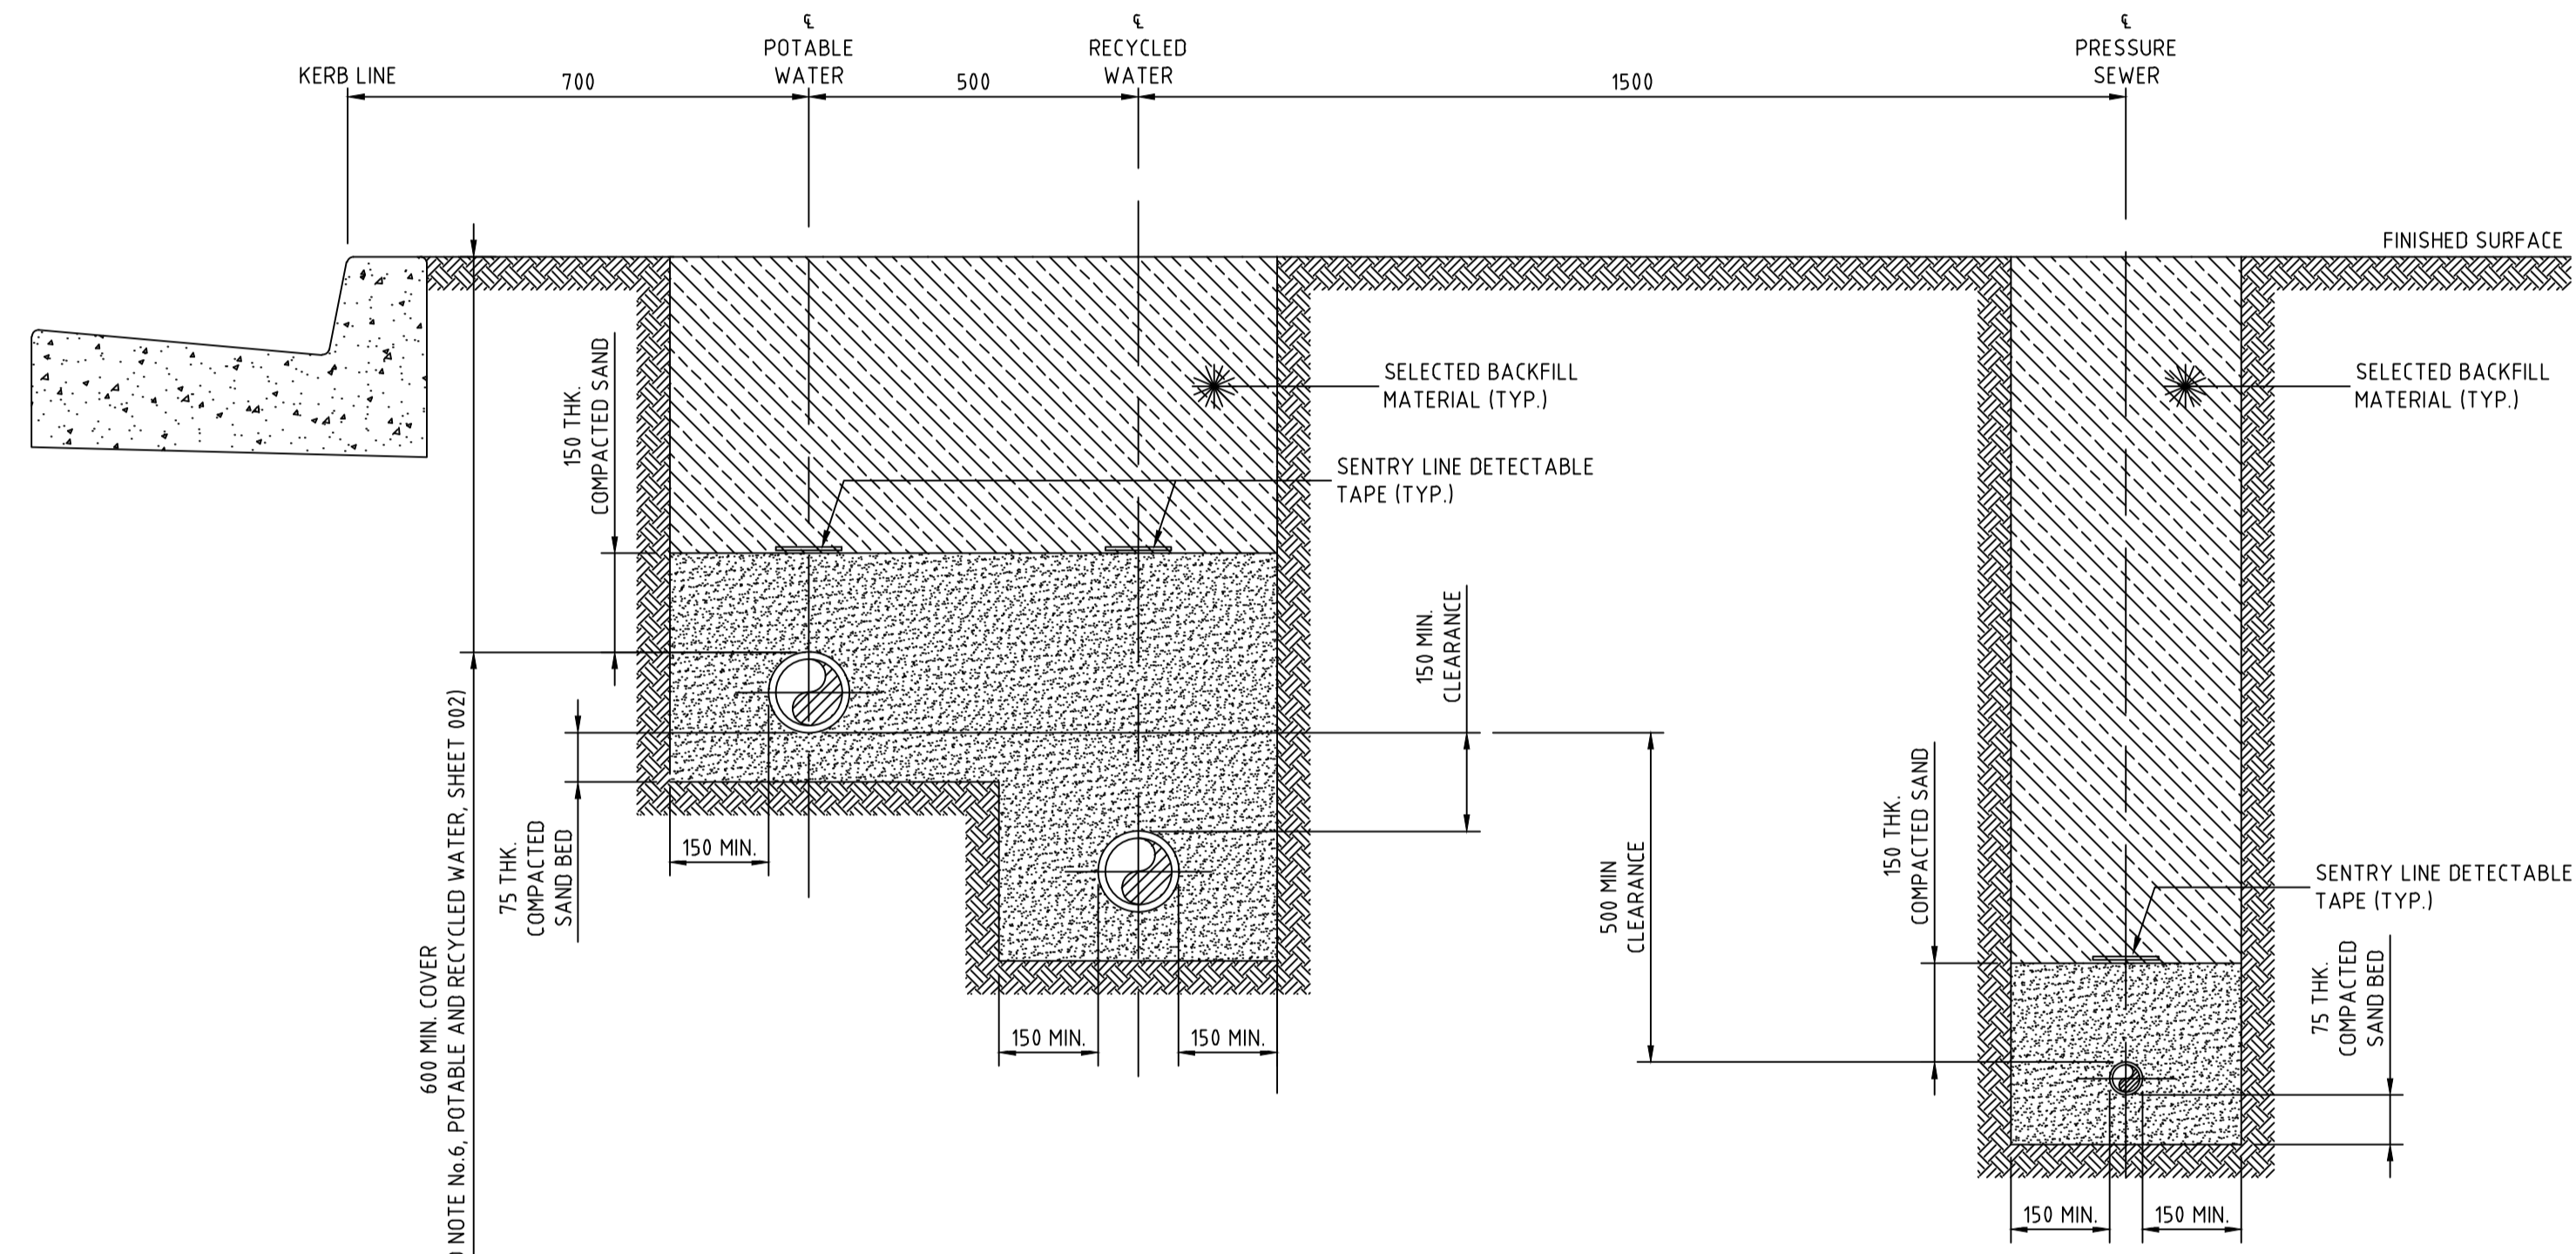 ℄
POTABLE
WATER
℄
RECYCLED
WATER
℄
PRESSURE
SEWER
KERB LINE
700
500
1500
FINISHED SURFACE
150 THK.
COMPACTED SAND
SELECTED BACKFILL
MATERIAL (TYP.)
SELECTED BACKFILL
MATERIAL (TYP.)
SENTRY LINE DETECTABLE
TAPE (TYP.)
150 MIN.
CLEARANCE
600 MIN. COVER
NOTE No.6, POTABLE AND RECYCLED WATER, SHEET 002)
75 THK.
COMPACTED
SAND BED
150 MIN.
500 MIN
CLEARANCE
150 THK.
COMPACTED SAND
SENTRY LINE DETECTABLE
TAPE (TYP.)
75 THK.
COMPACTED
SAND BED
150 MIN.
150 MIN.
150 MIN.
150 MIN.